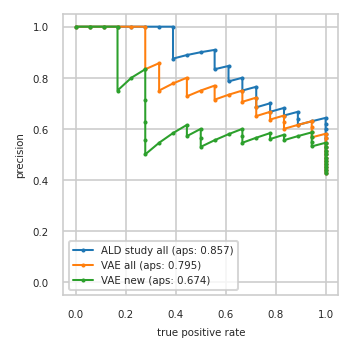 1.0
0.8
0.6
0.4
0.2
0.0
precision
ALD study all (aps: 0.857)
VAE all (aps: 0.795)
VAE new (aps: 0.674)
0.0 0.2 0.4 0.6 0.8 1.0
true positive rate